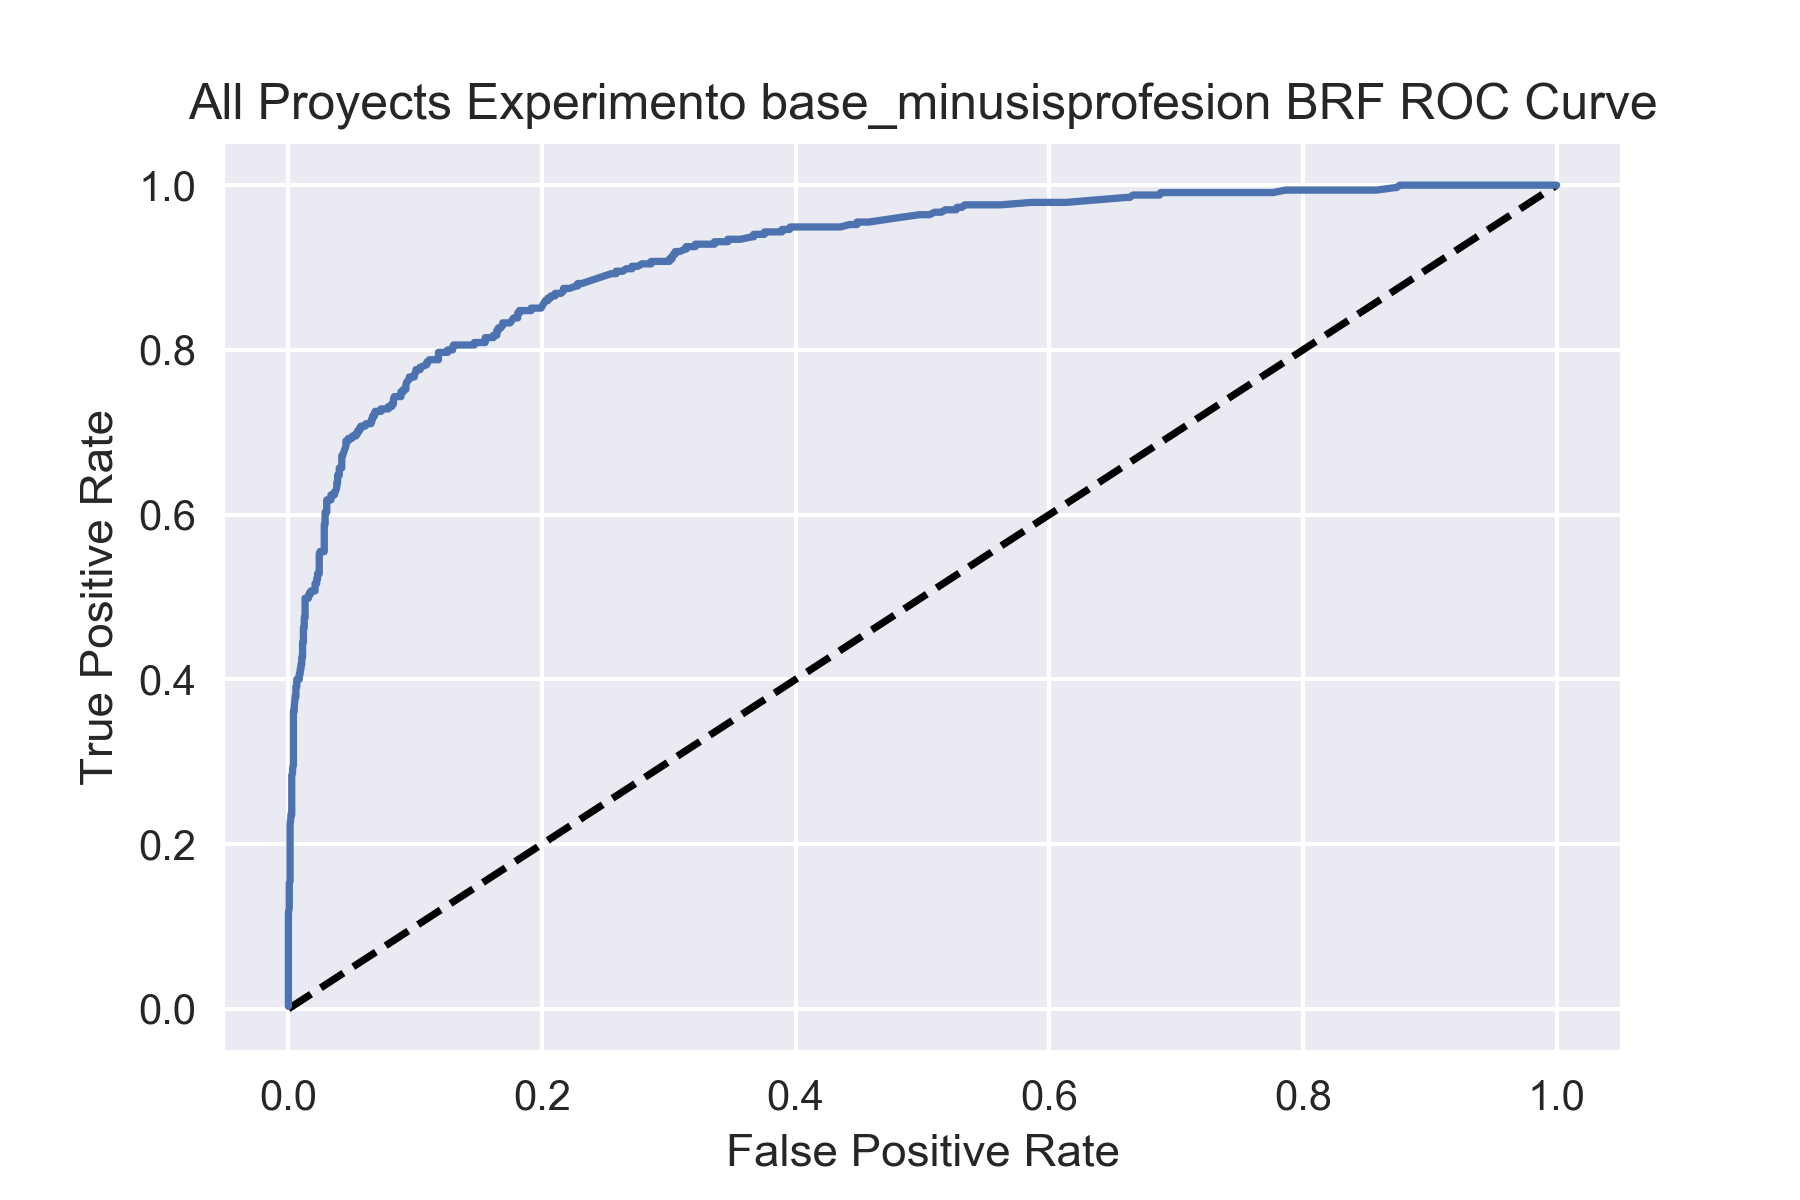 All Proyects Experimento base_minusisprofesion BRF ROC Curve
1.0
0.8
0.6
0.4
0.2
0.0
True Positive Rate
0.0 0.2 0.4 0.6 0.8 1.0
False Positive Rate